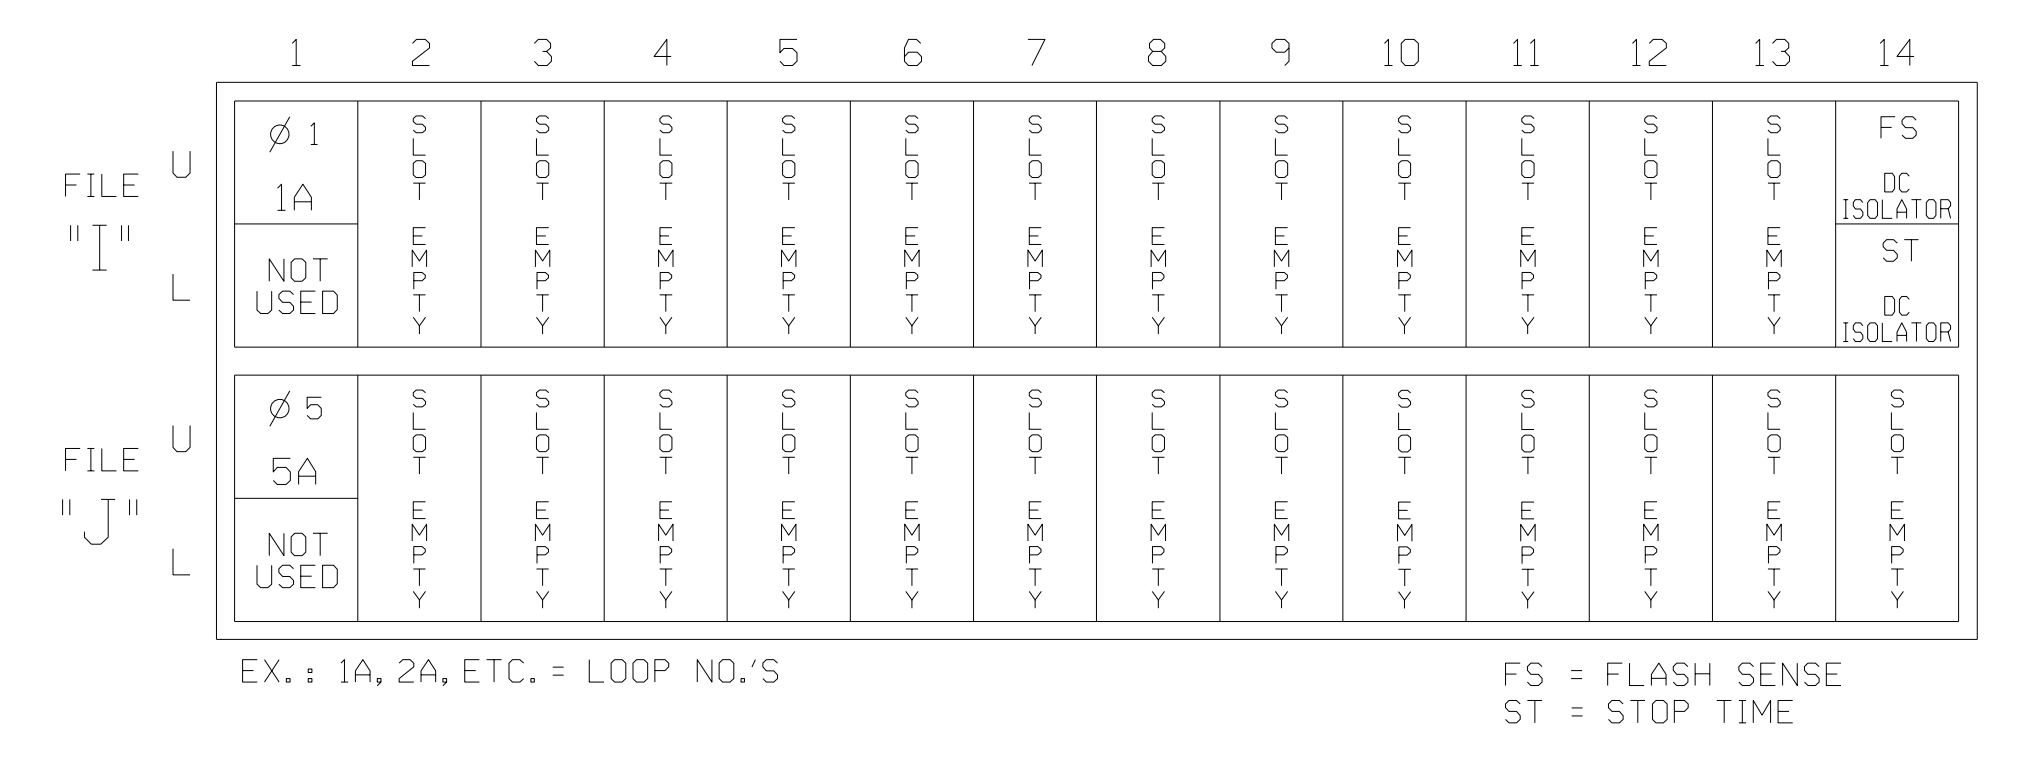 1 2 3 4 5 6 7 8 9 10 11 12 13 14
FILE "I"
U
L
Ø 1
1A
NOT USED
SLOT EMPTY
SLOT EMPTY
SLOT EMPTY
SLOT EMPTY
SLOT EMPTY
SLOT EMPTY
SLOT EMPTY
SLOT EMPTY
SLOT EMPTY
SLOT EMPTY
SLOT EMPTY
SLOT EMPTY
FS
DC
ISOLATOR
ST
DC
ISOLATOR
FILE "J"
U
L
Ø 5
5A
NOT USED
SLOT EMPTY
SLOT EMPTY
SLOT EMPTY
SLOT EMPTY
SLOT EMPTY
SLOT EMPTY
SLOT EMPTY
SLOT EMPTY
SLOT EMPTY
SLOT EMPTY
SLOT EMPTY
SLOT EMPTY
SLOT EMPTY
EX.: 1A, 2A, ETC. = LOOP NO.'S
FS = FLASH SENSE
ST = STOP TIME